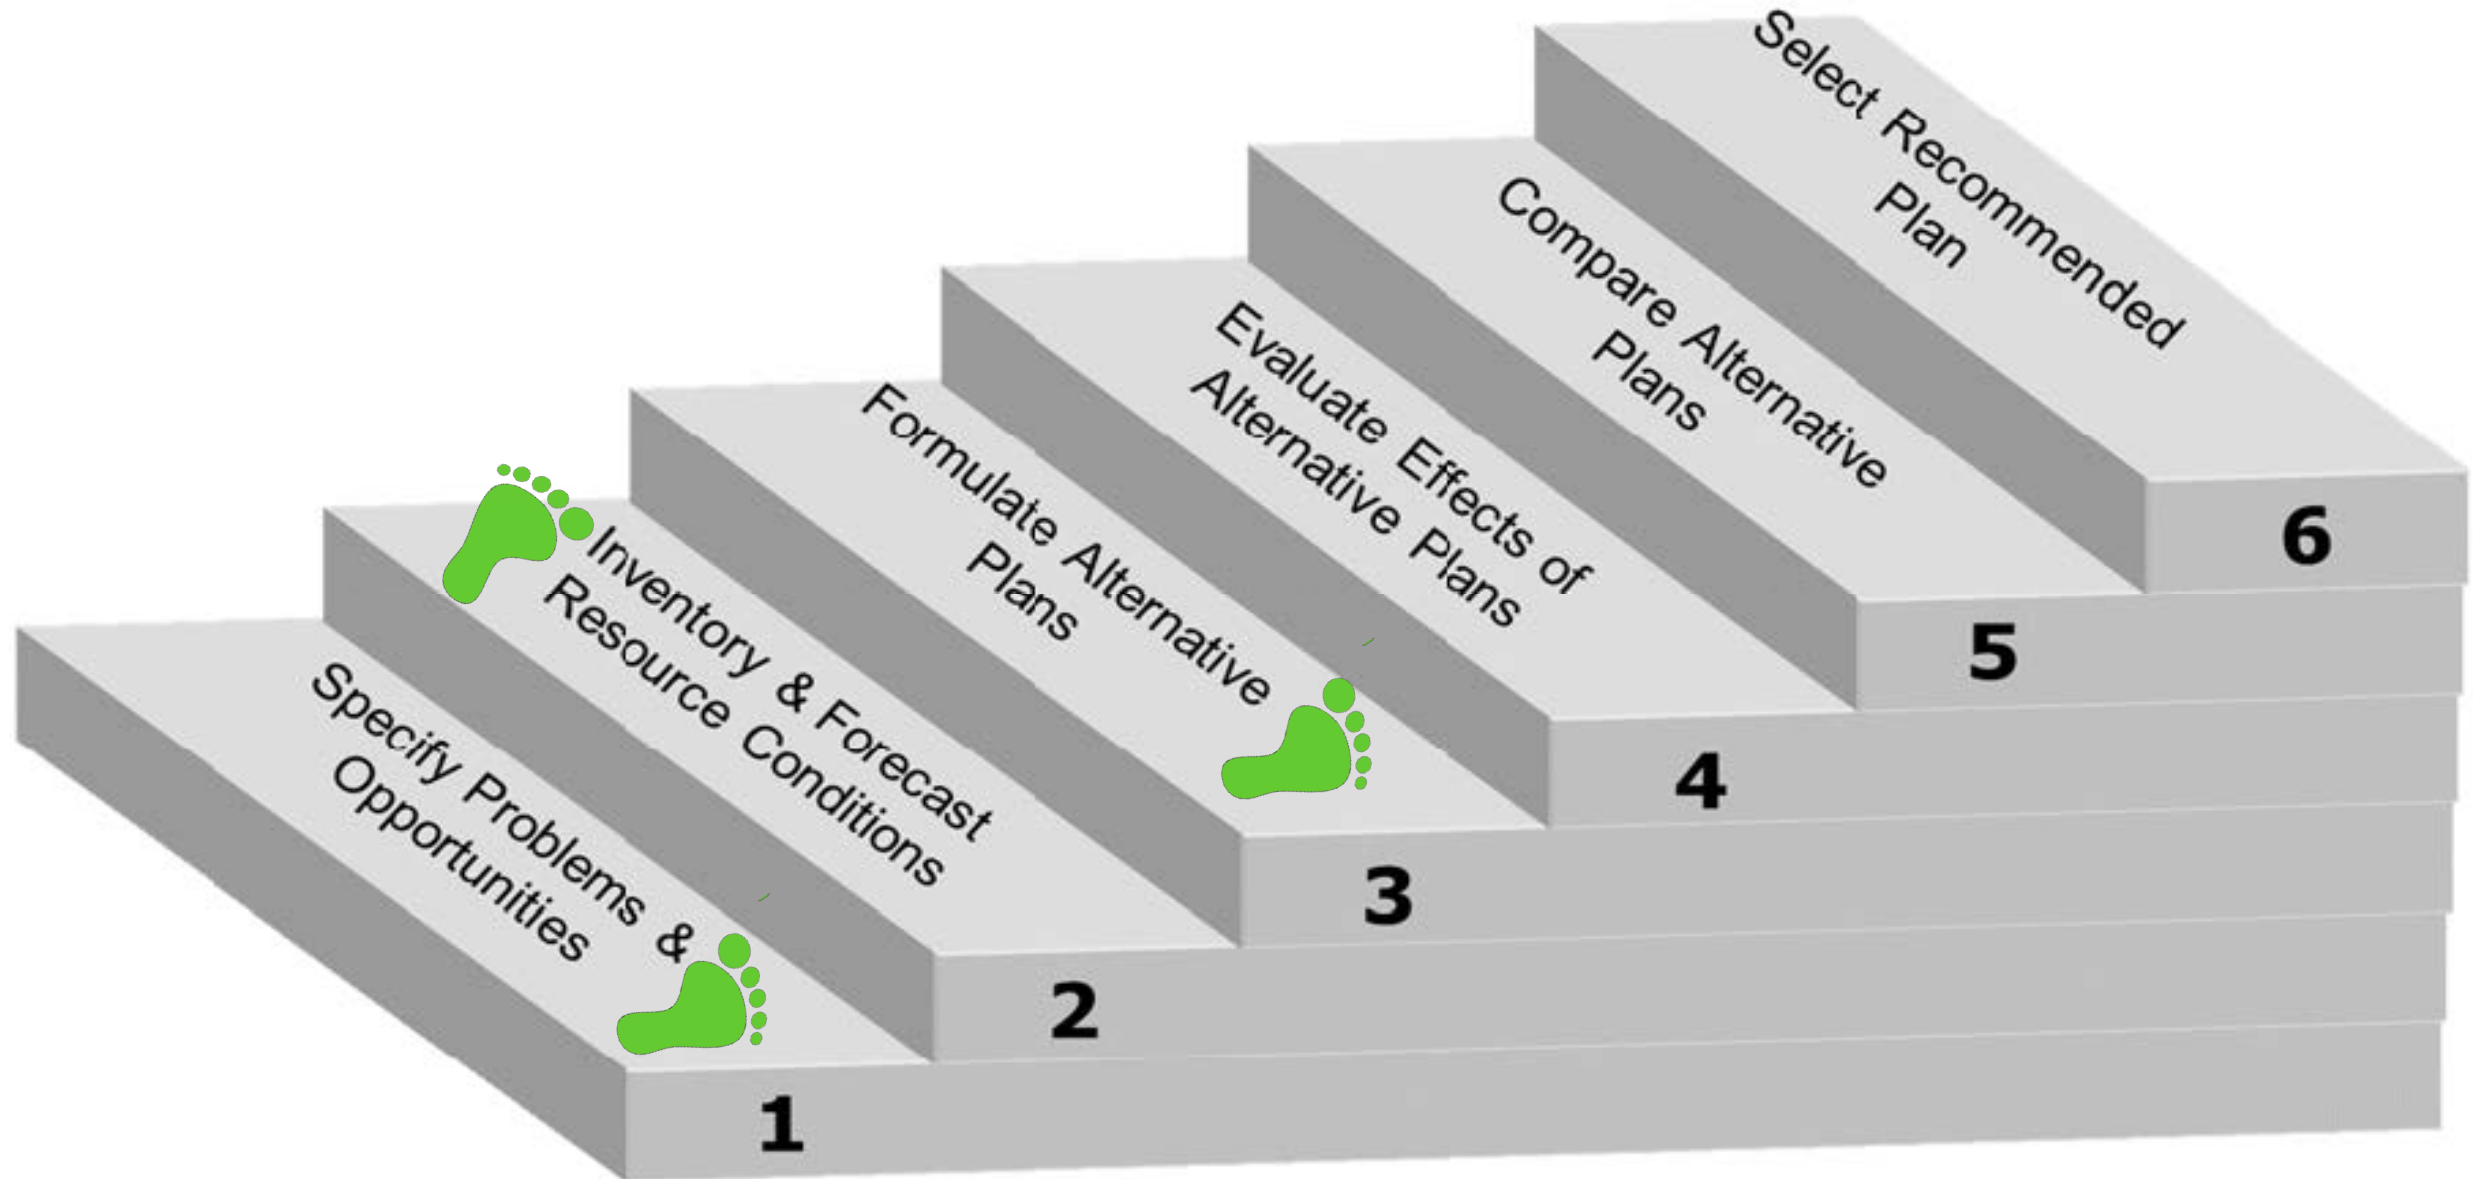 Specify Problems &
Opportunities
1
Inventory & Forecast
Resource Conditions
2
Formulate Alternative
Plans
3
Evaluate Effects of
Alternative Plans
4
Compare Alternative
Plans
5
Select Recommended
Plan
6